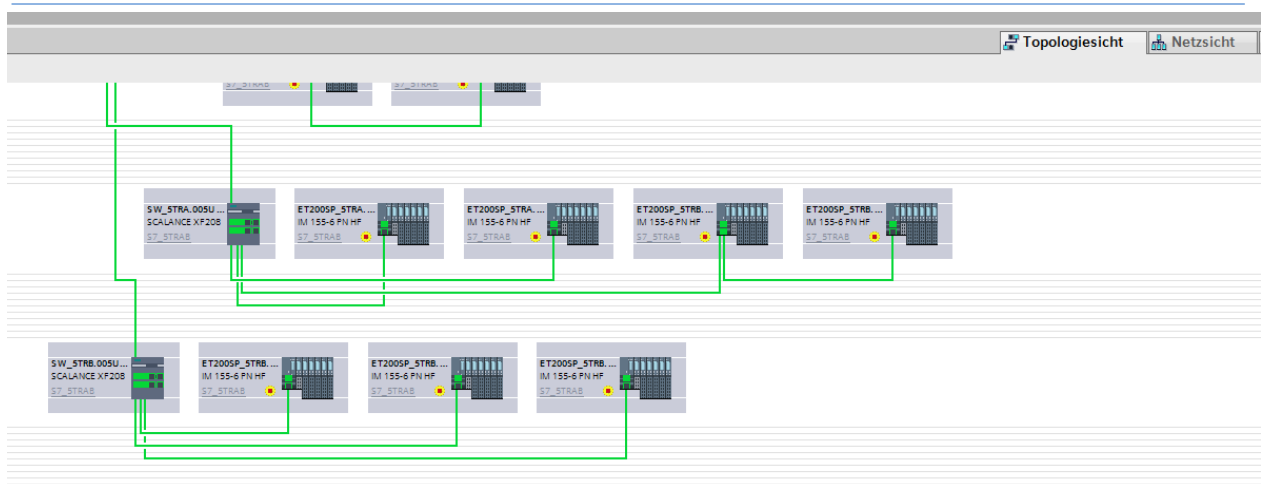 Topologiesicht
Netzsicht
S7_5TRAB
S7_5TRAB
SW_5TRA.005U ...
SCALANCE XF208
S7_5TRAB
ET200SP_5TRA. ...
IM 155-6 PN HF
S7_5TRAB
ET200SP_5TRA. ...
IM 155-6 PN HF
S7_5TRAB
ET200SP_5TRB. ...
IM 155-6 PN HF
S7_5TRAB
ET200SP_5TRB. ...
IM 155-6 PN HF
S7_5TRAB
SW_5TRB.005U...
SCALANCE XF208
S7_5TRAB
ET200SP_5TRB. ...
IM 155-6 PN HF
S7_5TRAB
ET200SP_5TRB. ...
IM 155-6 PN HF
S7_5TRAB
ET200SP_5TRB. ...
IM 155-6 PN HF
S7_5TRAB